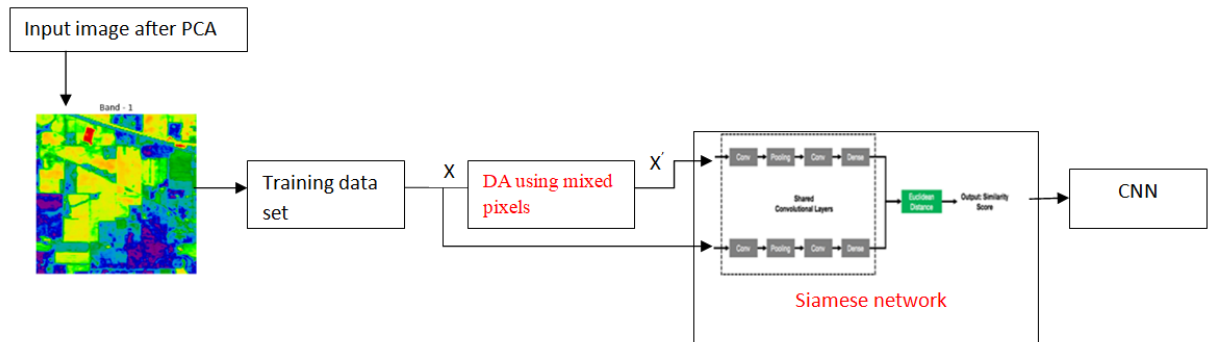 Input image after PCA
Band - 1
Training data
set
X
DA using mixed
pixels
X'
Conv
Pooling
Conv
Dense
Shared
Convolutional Layers
Euclidean
Distance
Output: Similarity
Score
Conv
Pooling
Conv
Dense
Siamese network
CNN